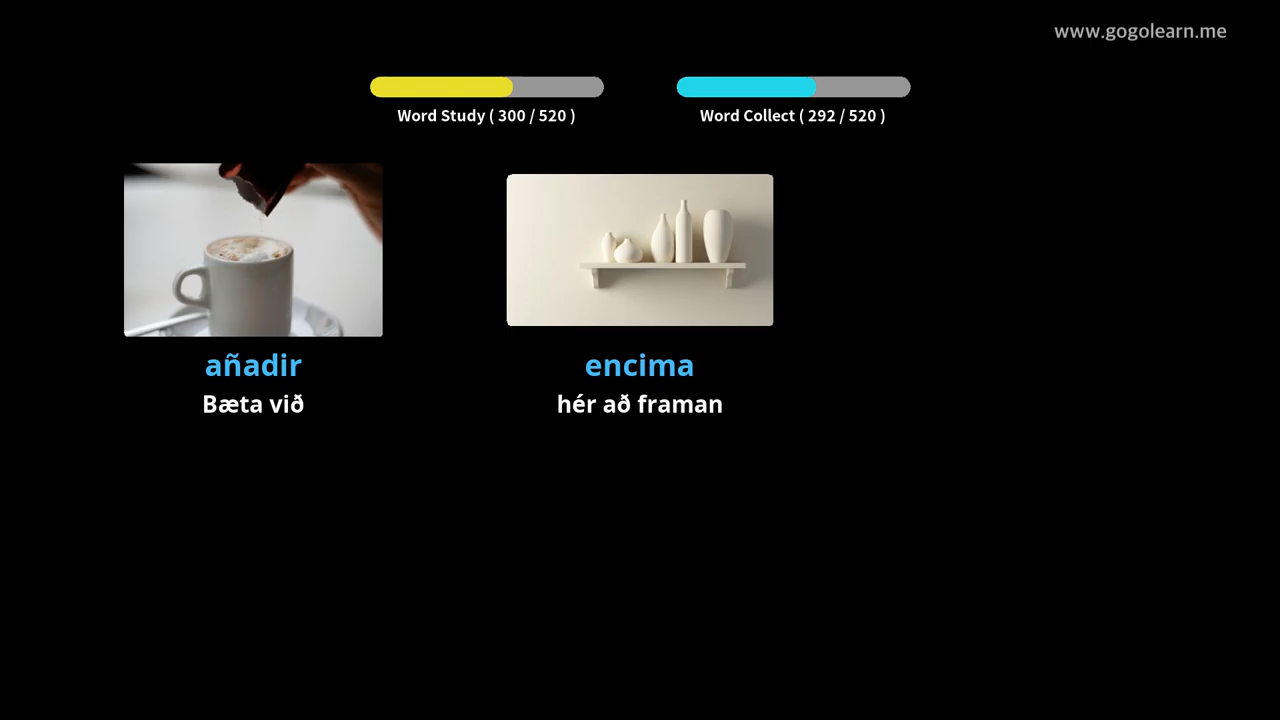 www.gogolearn.me
Word Study ( 300 / 520 )
Word Collect ( 292 / 520 )
añadir
Bæta við
encima
hér að framan